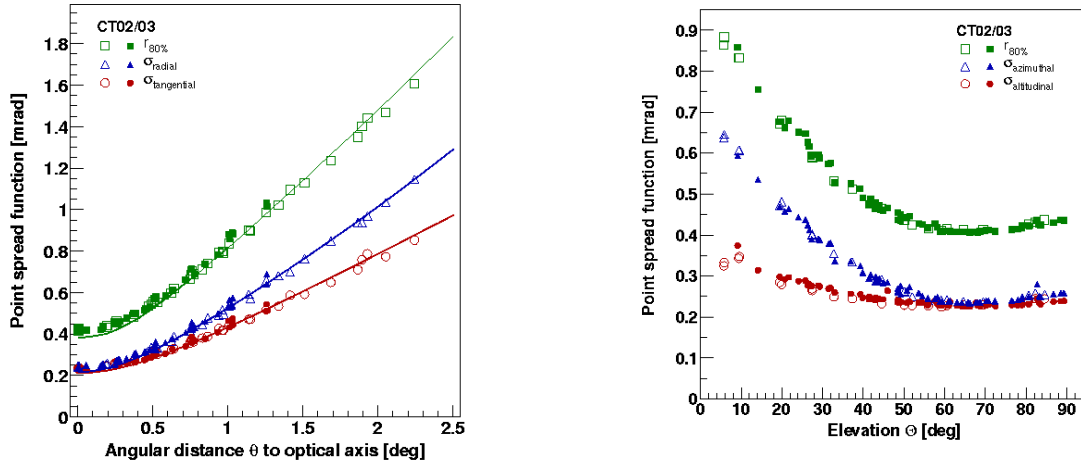 CT02/03
r80%
σradial
σtangential
Point spread function [mrad]
1.8
1.6
1.4
1.2
1
0.8
0.6
0.4
0.2
0
0 0.5 1 1.5 2 2.5
Angular distance θ to optical axis [deg]
CT02/03
r80%
σazimuthal
σaltitudinal
Point spread function [mrad]
0.9
0.8
0.7
0.6
0.5
0.4
0.3
0.2
0.1
0
0 10 20 30 40 50 60 70 80 90
Elevation Θ [deg]